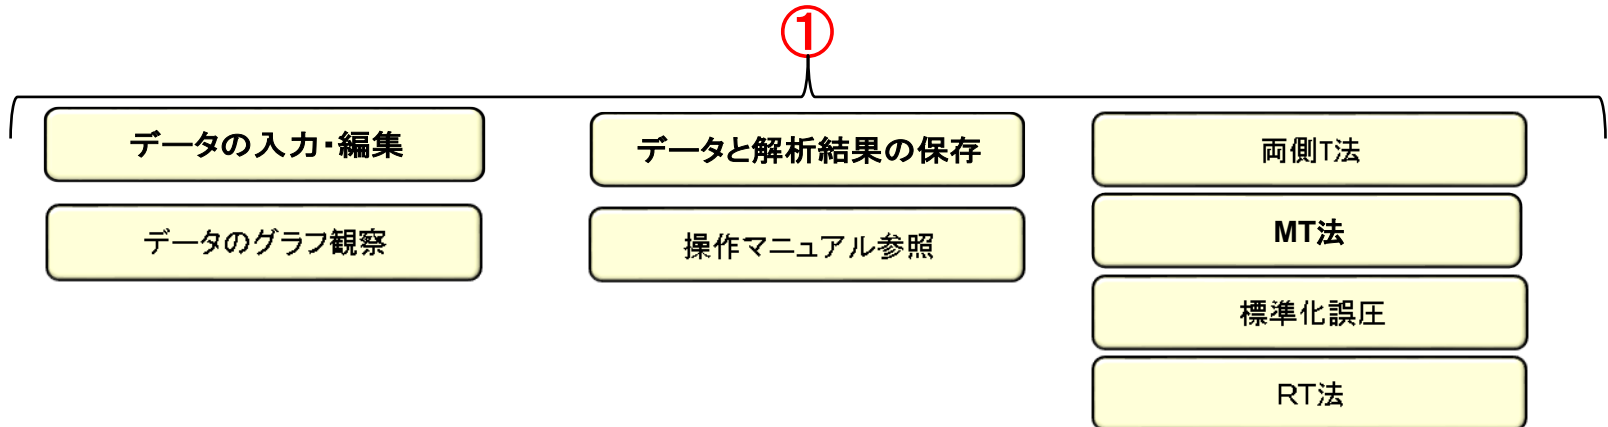 ①
データの入力・編集
データのグラフ観察
データと解析結果の保存
操作マニュアル参照
両側T法
MT法
標準化誤圧
RT法